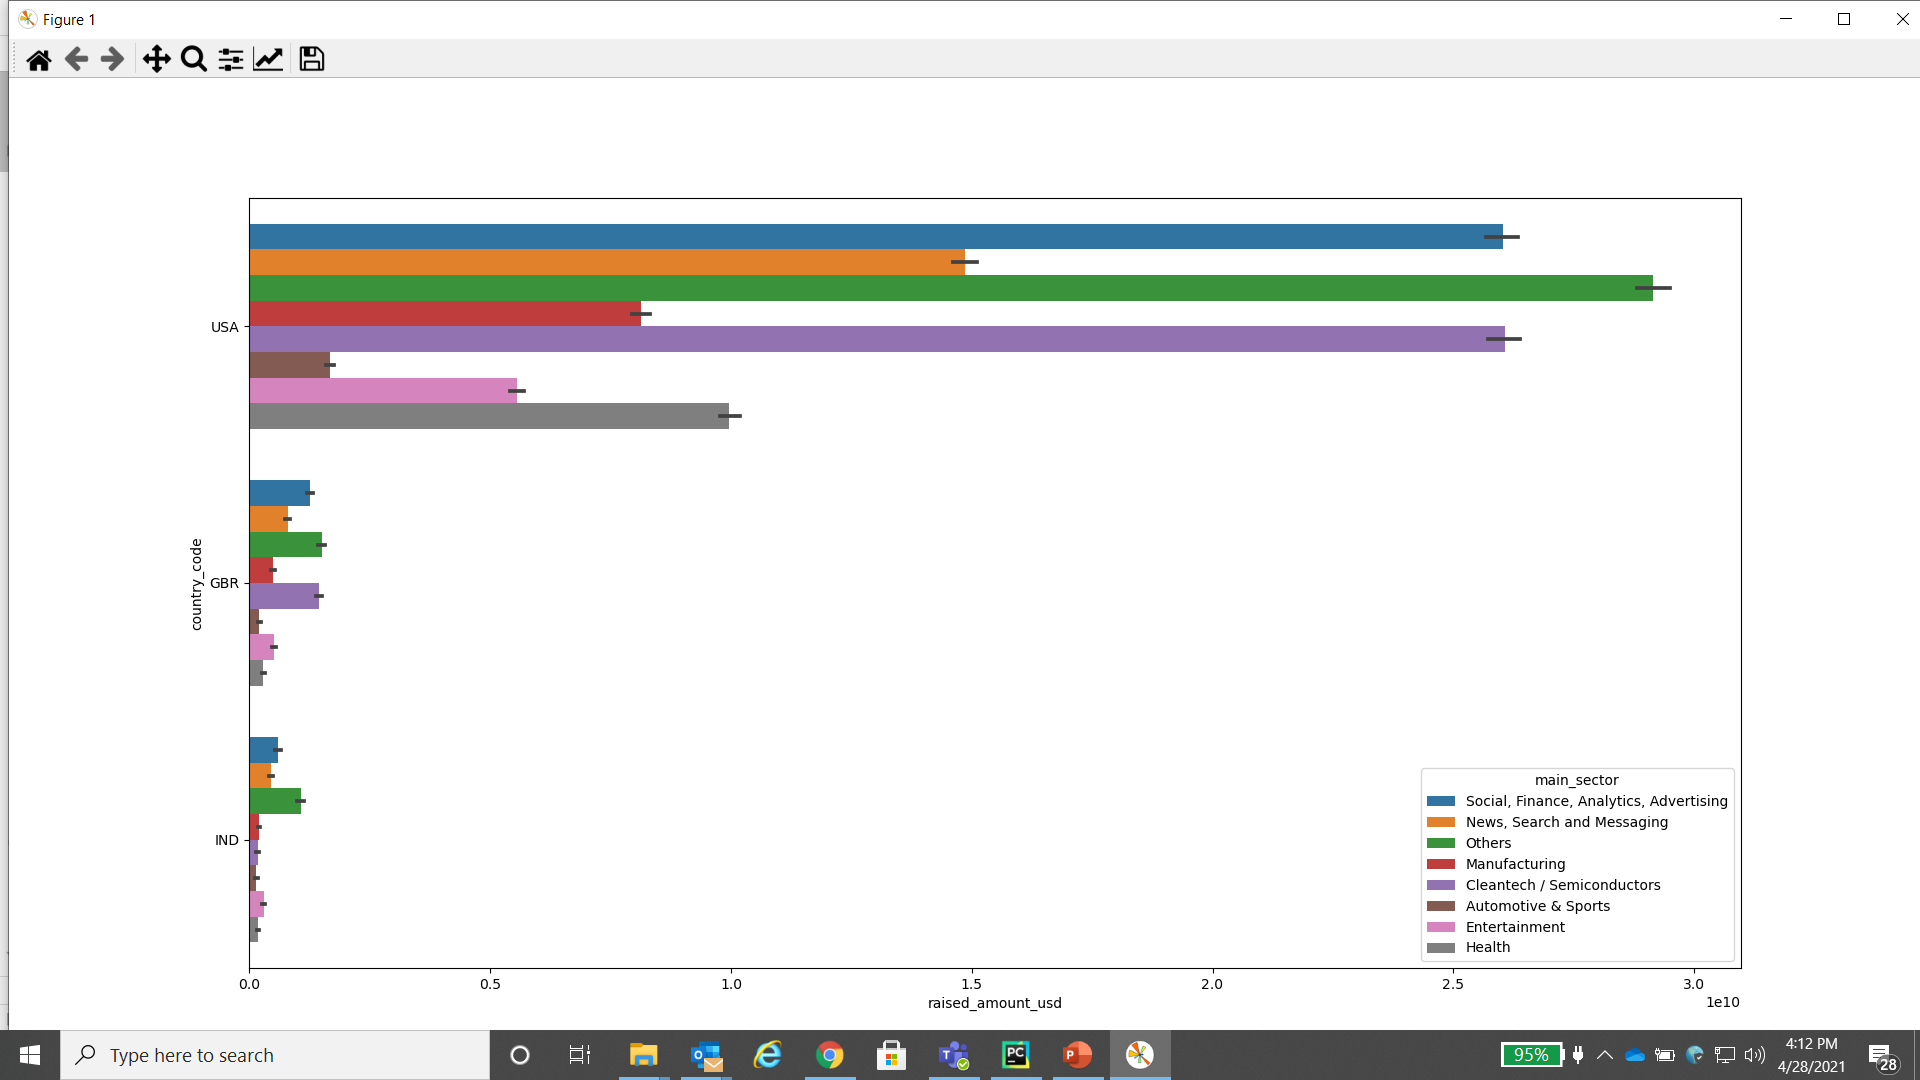 Figure 1
USA
GBR
IND
country_code
main_sector
Social, Finance, Analytics, Advertising
News, Search and Messaging
Others
Manufacturing
Cleantech / Semiconductors
Automotive & Sports
Entertainment
Health
0.0 0.5 1.0 1.5 2.0 2.5 3.0
raised_amount_usd
1e10
Type here to search
95%
4:12 PM
4/28/2021
28